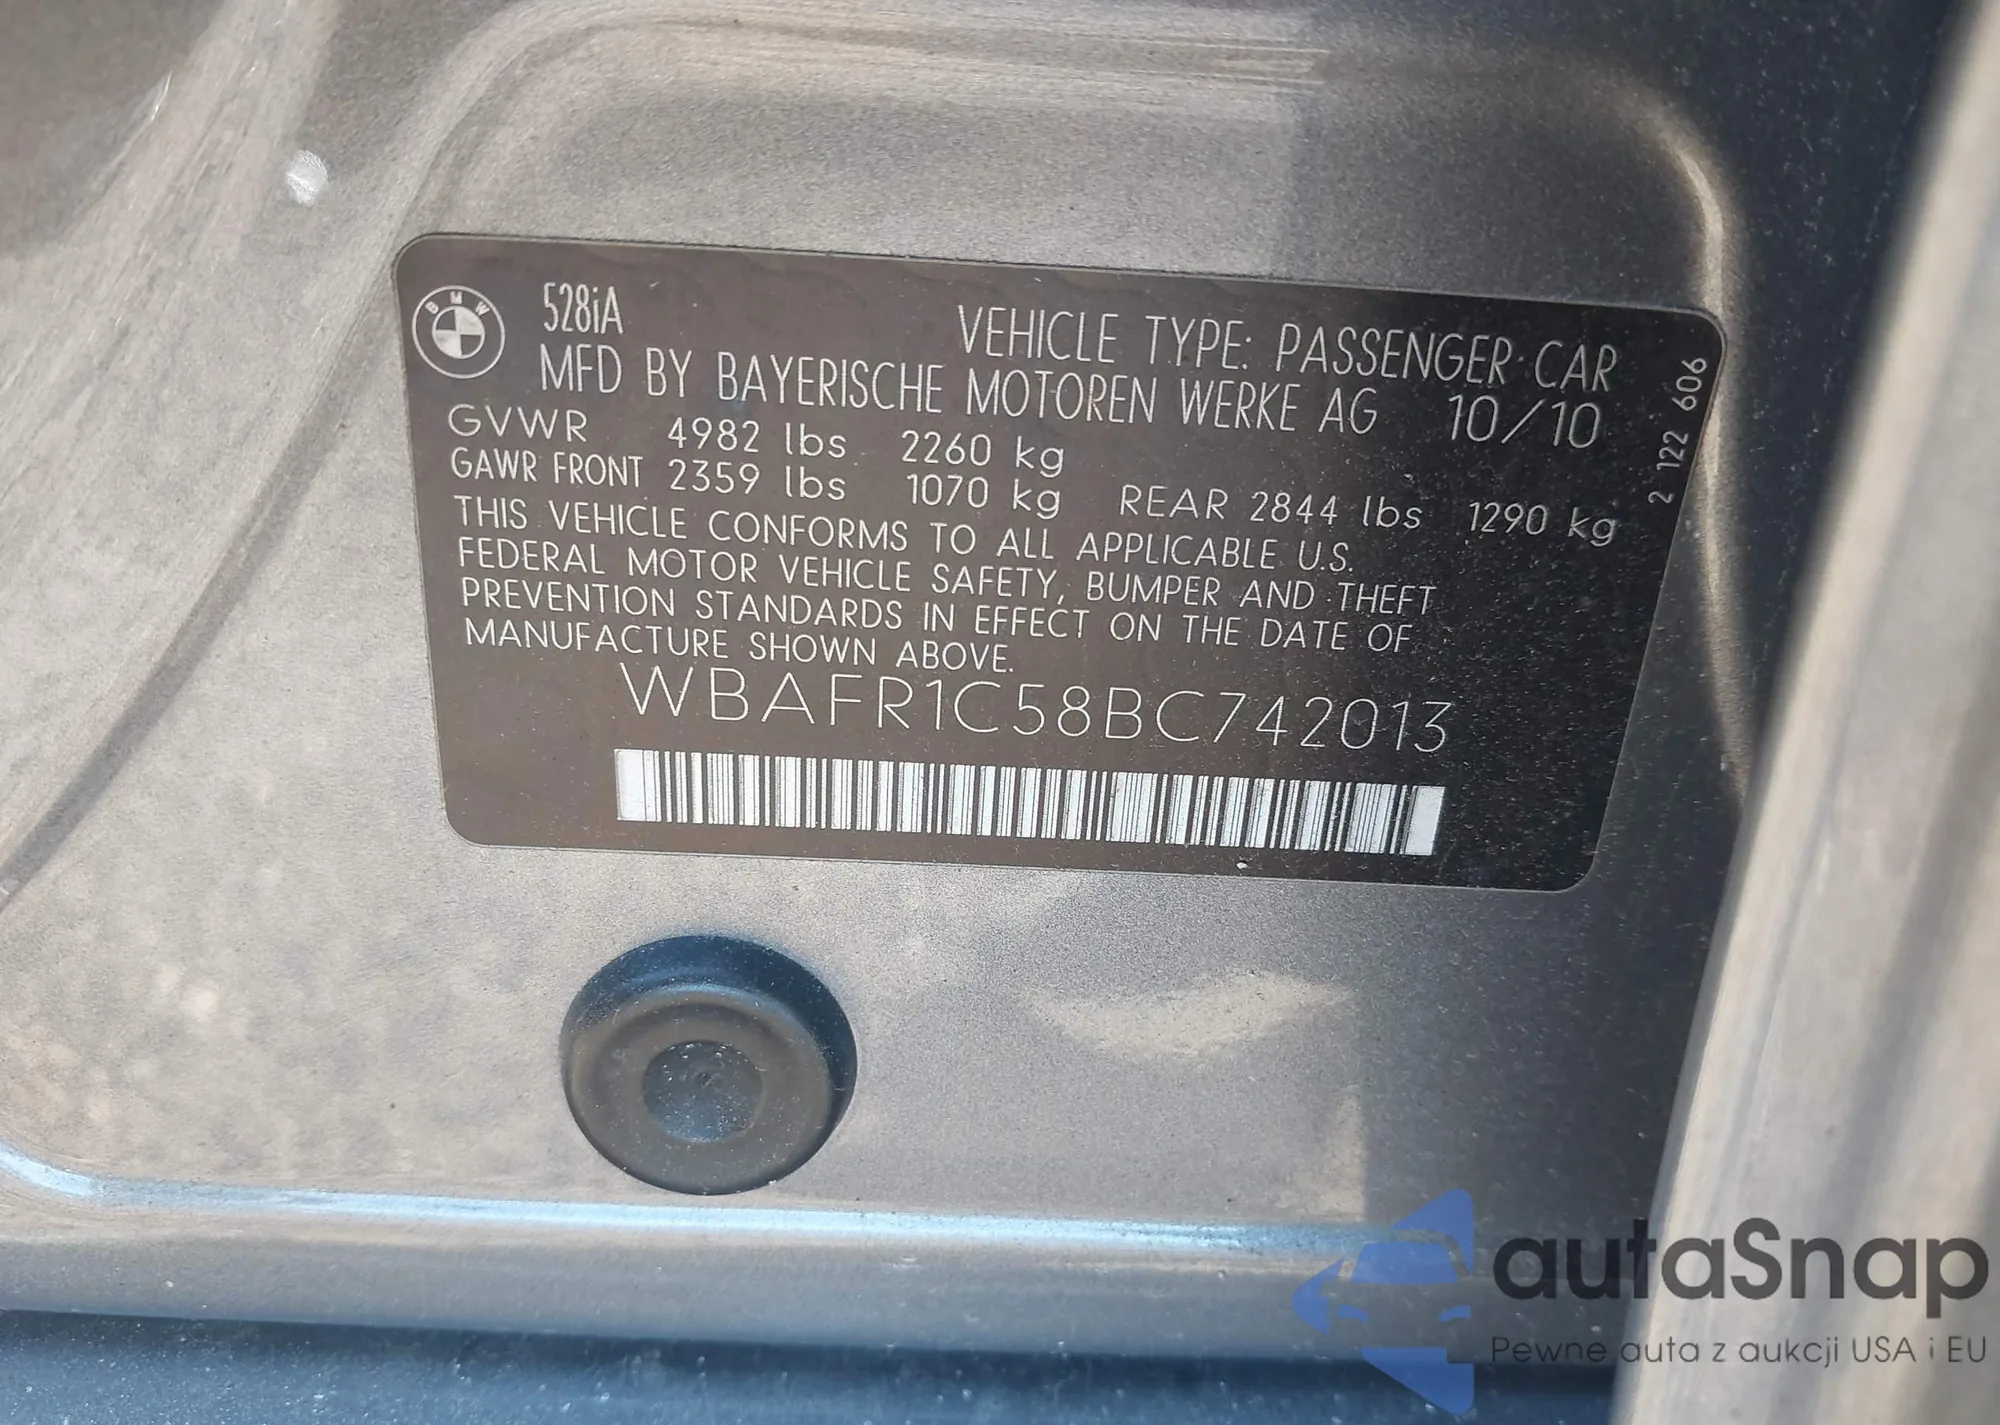 BMW
528iA
VEHICLE TYPE: PASSENGER CAR
MFD BY BAYERISCHE MOTOREN WERKE AG 10/10
GVWR 4982 lbs 2260 kg
GAWR FRONT 2359 lbs 1070 kg REAR 2844 lbs 1290 kg
THIS VEHICLE CONFORMS TO ALL APPLICABLE U.S.
FEDERAL MOTOR VEHICLE SAFETY, BUMPER AND THEFT
PREVENTION STANDARDS IN EFFECT ON THE DATE OF
MANUFACTURE SHOWN ABOVE.
WBAFR1C58BC742013
2 122 606
autaSnap
Pewne auta z aukcji USA i EU